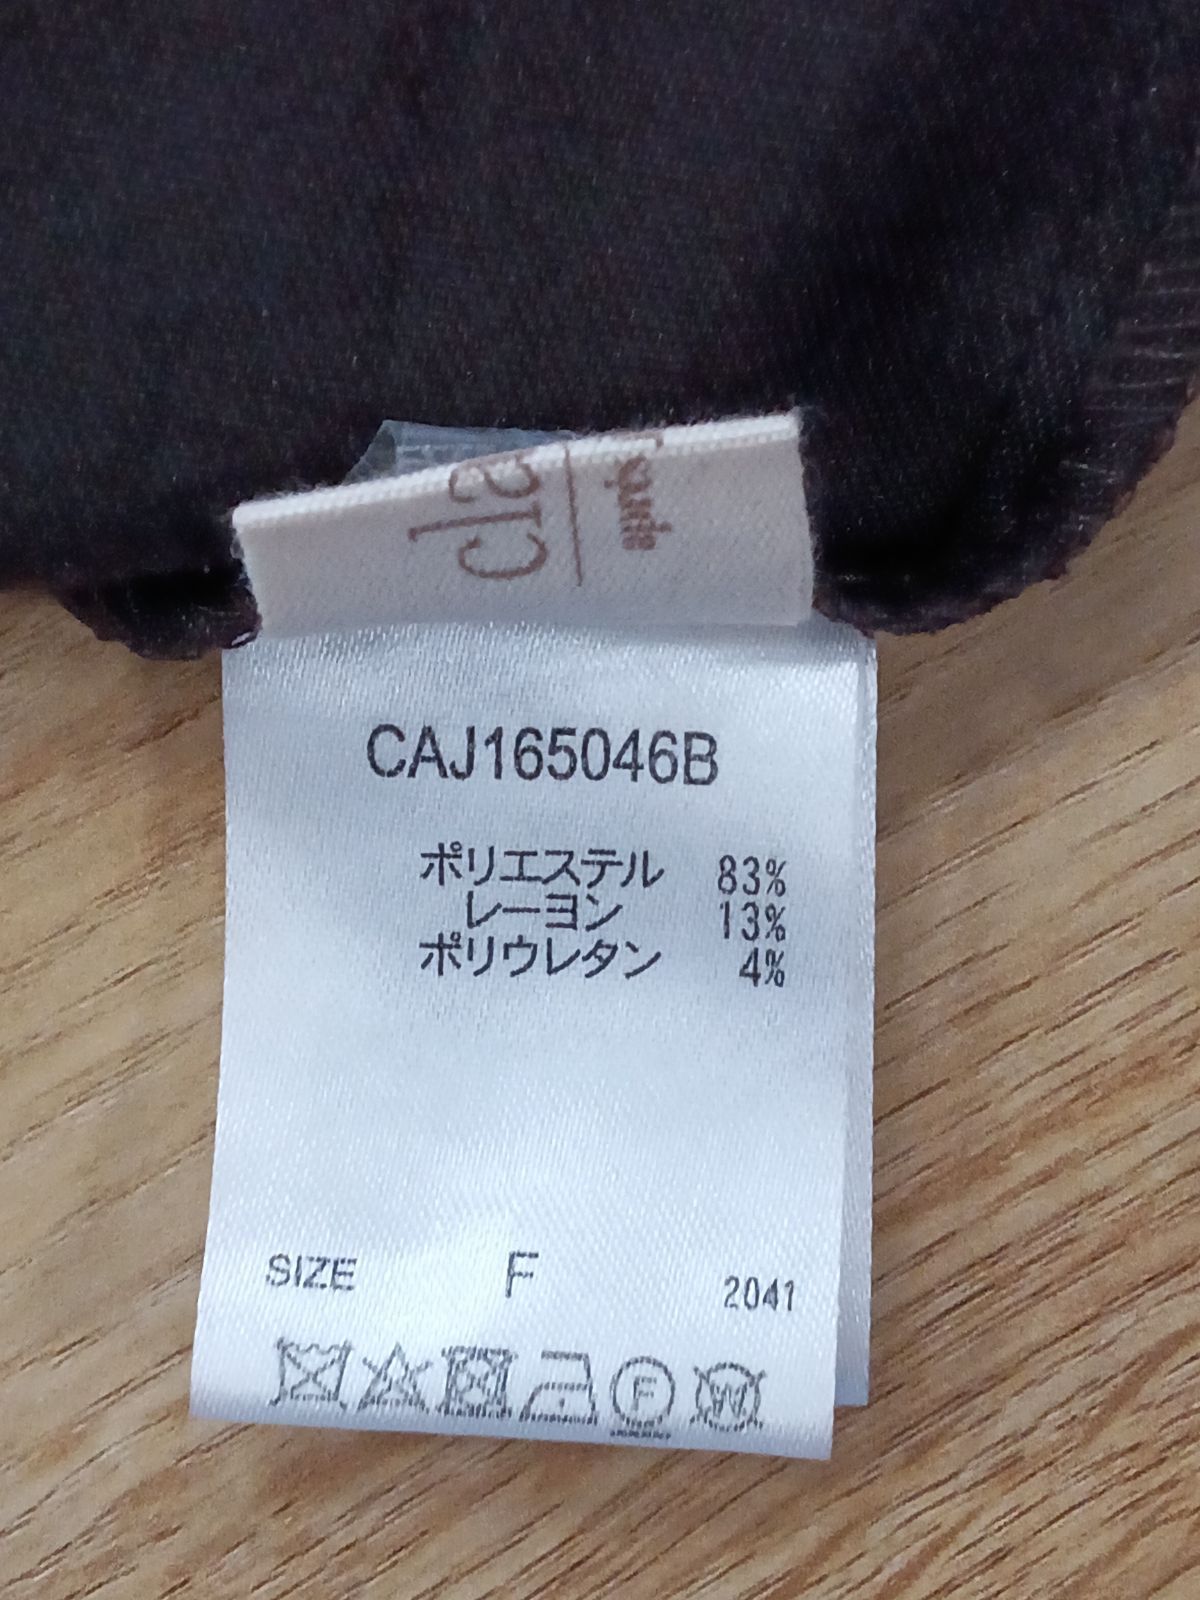 cla
CAJ165046B
ポリエステル 83%
レーヨン 13%
ポリウレタン 4%
SIZE F 2041
F W